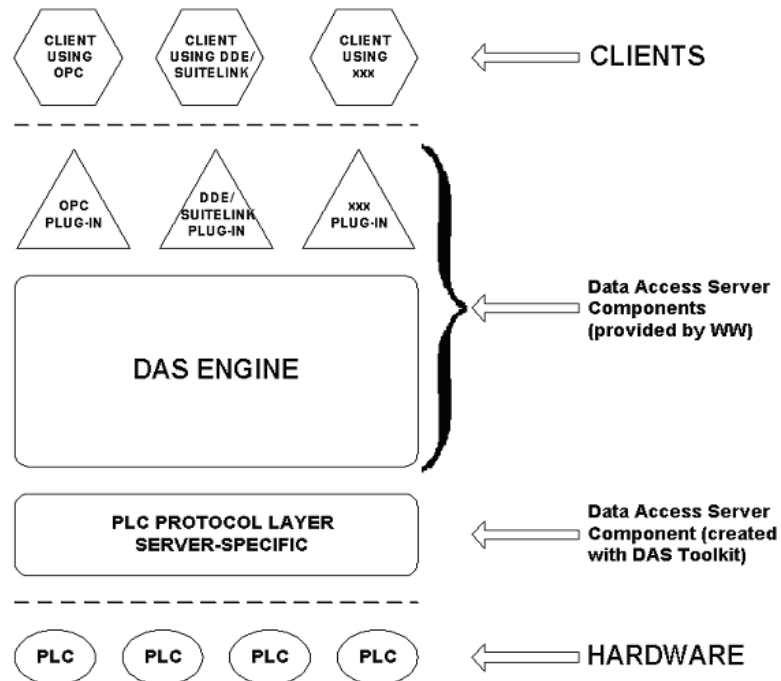 CLIENT
USING
OPC
CLIENT
USING DDE/
SUITELINK
CLIENT
USING
xxx
CLIENTS
OPC
PLUG-IN
DDE/
SUITELINK
PLUG-IN
xxx
PLUG-IN
Data Access Server
Components
(provided by WW)
DAS ENGINE
PLC PROTOCOL LAYER
SERVER-SPECIFIC
Data Access Server
Component (created
with DAS Toolkit)
PLC
PLC
PLC
PLC
HARDWARE